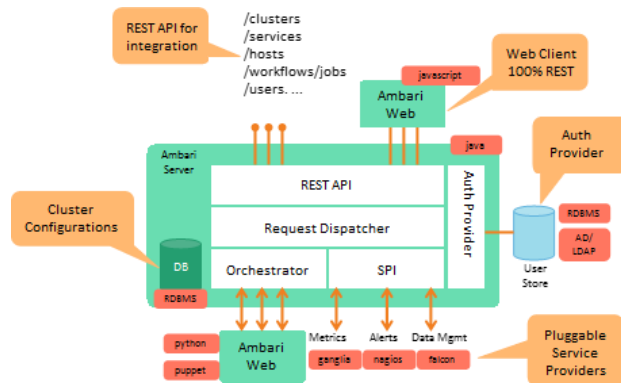 REST API for
integration
/clusters
/services
/hosts
/workflows/jobs
/users. ...
javascript
Ambari
Web
Web Client
100% REST
java
Ambari
Server
REST API
Request Dispatcher
Orchestrator
SPI
Auth Provider
Auth
Provider
RDBMS
AD/
LDAP
User
Store
Cluster
Configurations
DB
RDBMS
python
puppet
Ambari
Web
Metrics
Alerts
Data Mgmt
ganglia
nagios
falcon
Pluggable
Service
Providers